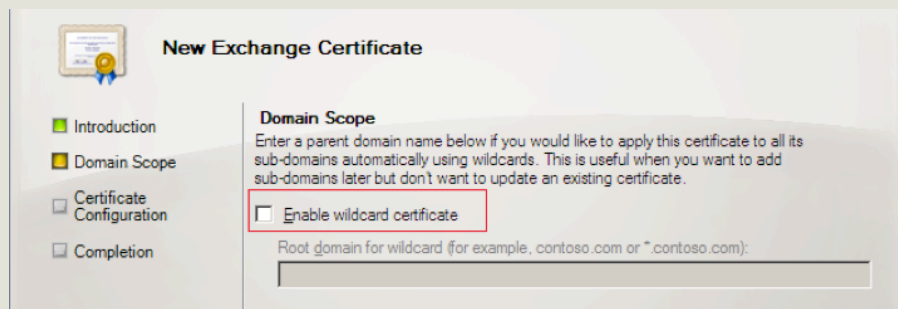 New Exchange Certificate
Introduction
Domain Scope
Certificate
Configuration
Completion
Domain Scope
Enter a parent domain name below if you would like to apply this certificate to all its
sub-domains automatically using wildcards. This is useful when you want to add
sub-domains later but don't want to update an existing certificate.
Enable wildcard certificate
Root domain for wildcard (for example, contoso.com or *.contoso.com):